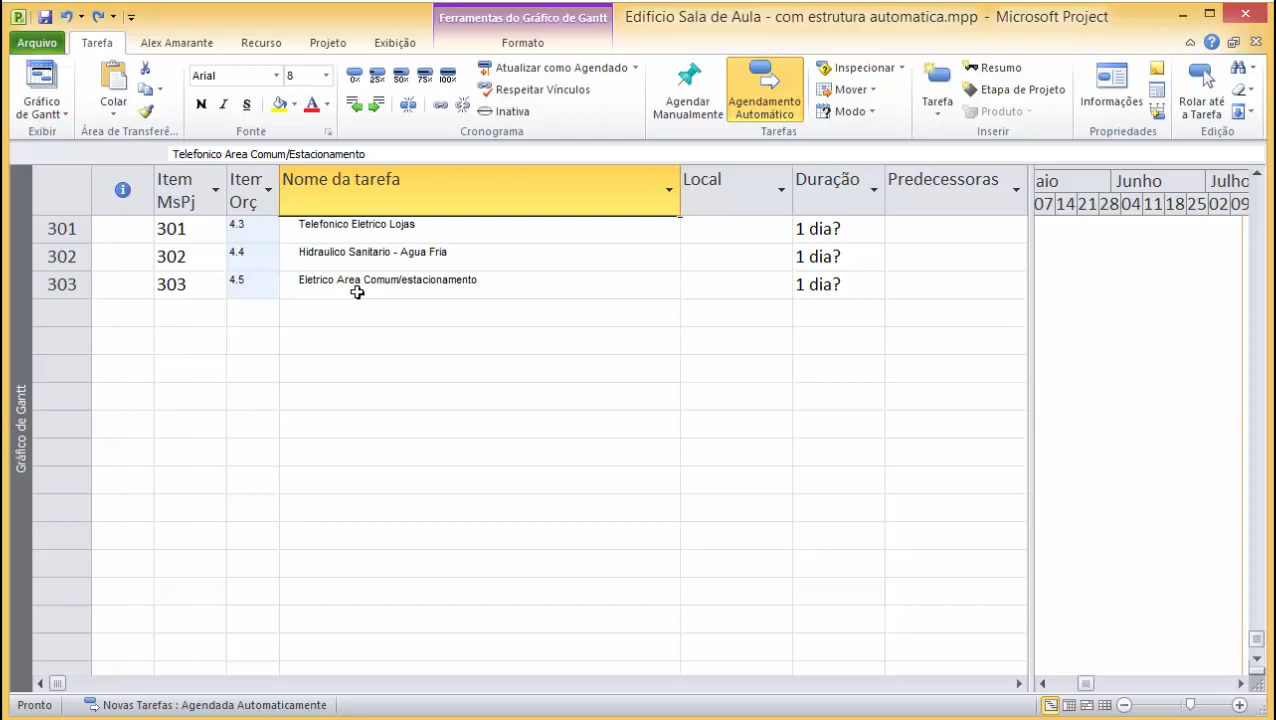 Ferramentas do Gráfico de Gantt
Edificio Sala de Aula - com estrutura automatica.mpp - Microsoft Project
Arquivo Tarefa Alex Amarante Recurso Projeto Exibição Formato
Gráfico de Gantt
Exibir
Colar
Área de Transferê...
Arial 8
N I S A
Fonte
0% 25% 50% 75% 100%
Atualizar como Agendado
Respeitar Vínculos
Inativa
Cronograma
Agendar Manualmente
Agendamento Automático
Inspecionar
Mover
Modo
Tarefas
Tarefa
Resumo
Etapa de Projeto
Produto
Inserir
Informações
Propriedades
Rolar até a Tarefa
Edição
Telefonico Area Comum/Estacionamento
Item MsPj Item Orç Nome da tarefa Local Duração Predecessoras
aio Junho Julho
07 14 21 28 04 11 18 25 02 09
301 301 4.3 Telefonico Eletrico Lojas 1 dia?
302 302 4.4 Hidraulico Sanitario - Agua Fria 1 dia?
303 303 4.5 Eletrico Area Comum/estacionamento 1 dia?
Gráfico de Gantt
Pronto Novas Tarefas : Agendada Automaticamente